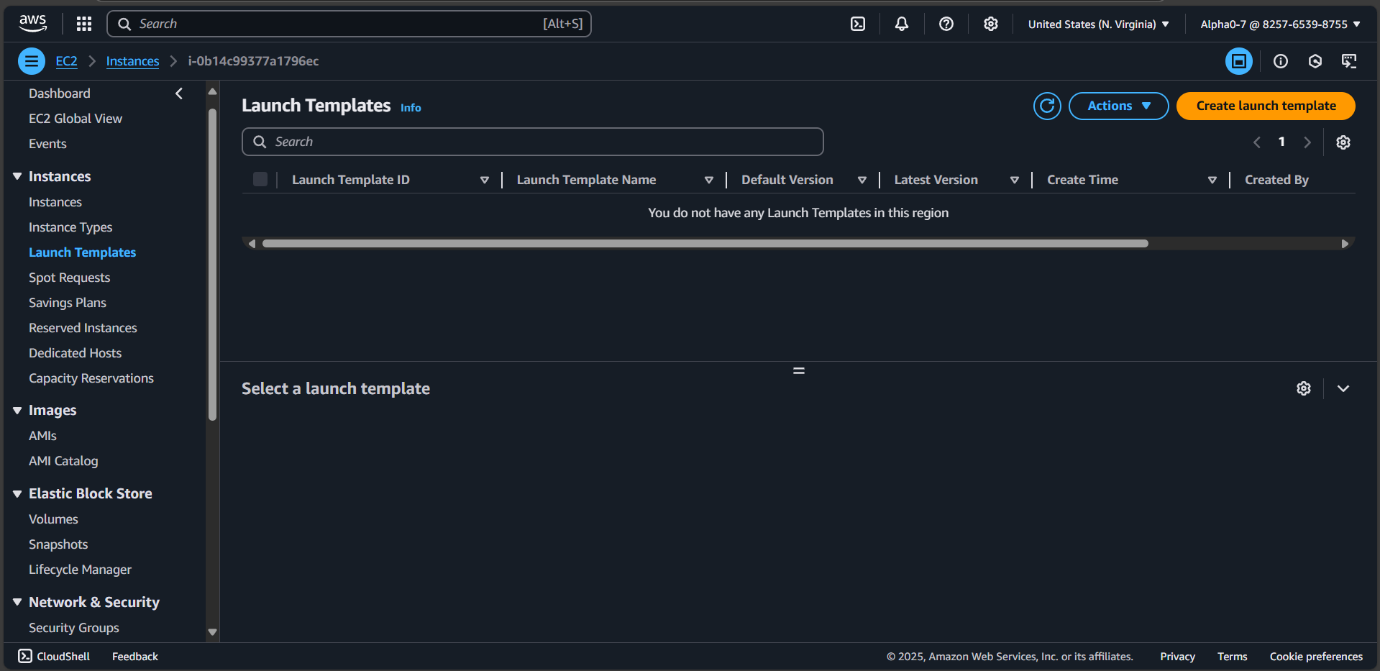 aws
Search [Alt+S]
United States (N. Virginia)
Alpha0-7 @ 8257-6539-8755
EC2 Instances i-0b14c99377a1796ec
Dashboard
EC2 Global View
Events
Instances
Instances
Instance Types
Launch Templates
Spot Requests
Savings Plans
Reserved Instances
Dedicated Hosts
Capacity Reservations
Images
AMIs
AMI Catalog
Elastic Block Store
Volumes
Snapshots
Lifecycle Manager
Network & Security
Security Groups
Launch Templates Info
Actions
Create launch template
Search
1
Launch Template ID Launch Template Name Default Version Latest Version Create Time Created By
You do not have any Launch Templates in this region
Select a launch template
CloudShell Feedback
© 2025, Amazon Web Services, Inc. or its affiliates. Privacy Terms Cookie preferences